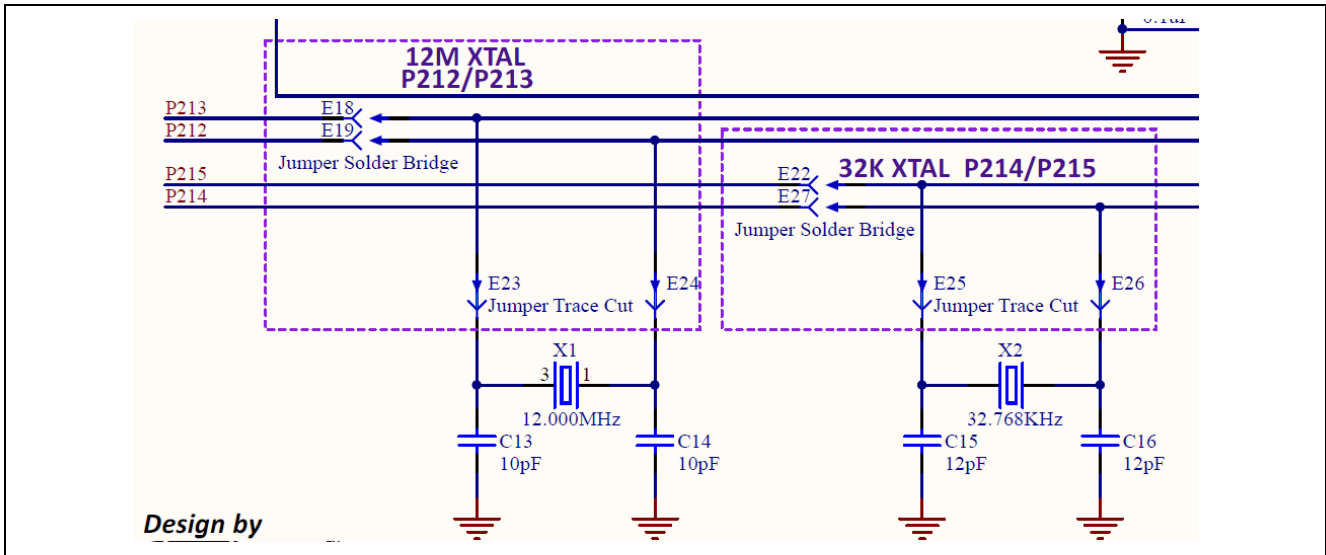 12M XTAL
P212/P213
P213
E18
P212
E19
Jumper Solder Bridge
P215
E22
32K XTAL P214/P215
P214
E27
Jumper Solder Bridge
E23
E24
Jumper Trace Cut
E25
E26
Jumper Trace Cut
X1
3
1
12.000MHz
X2
32.768KHz
C13
10pF
C14
10pF
C15
12pF
C16
12pF
Design by